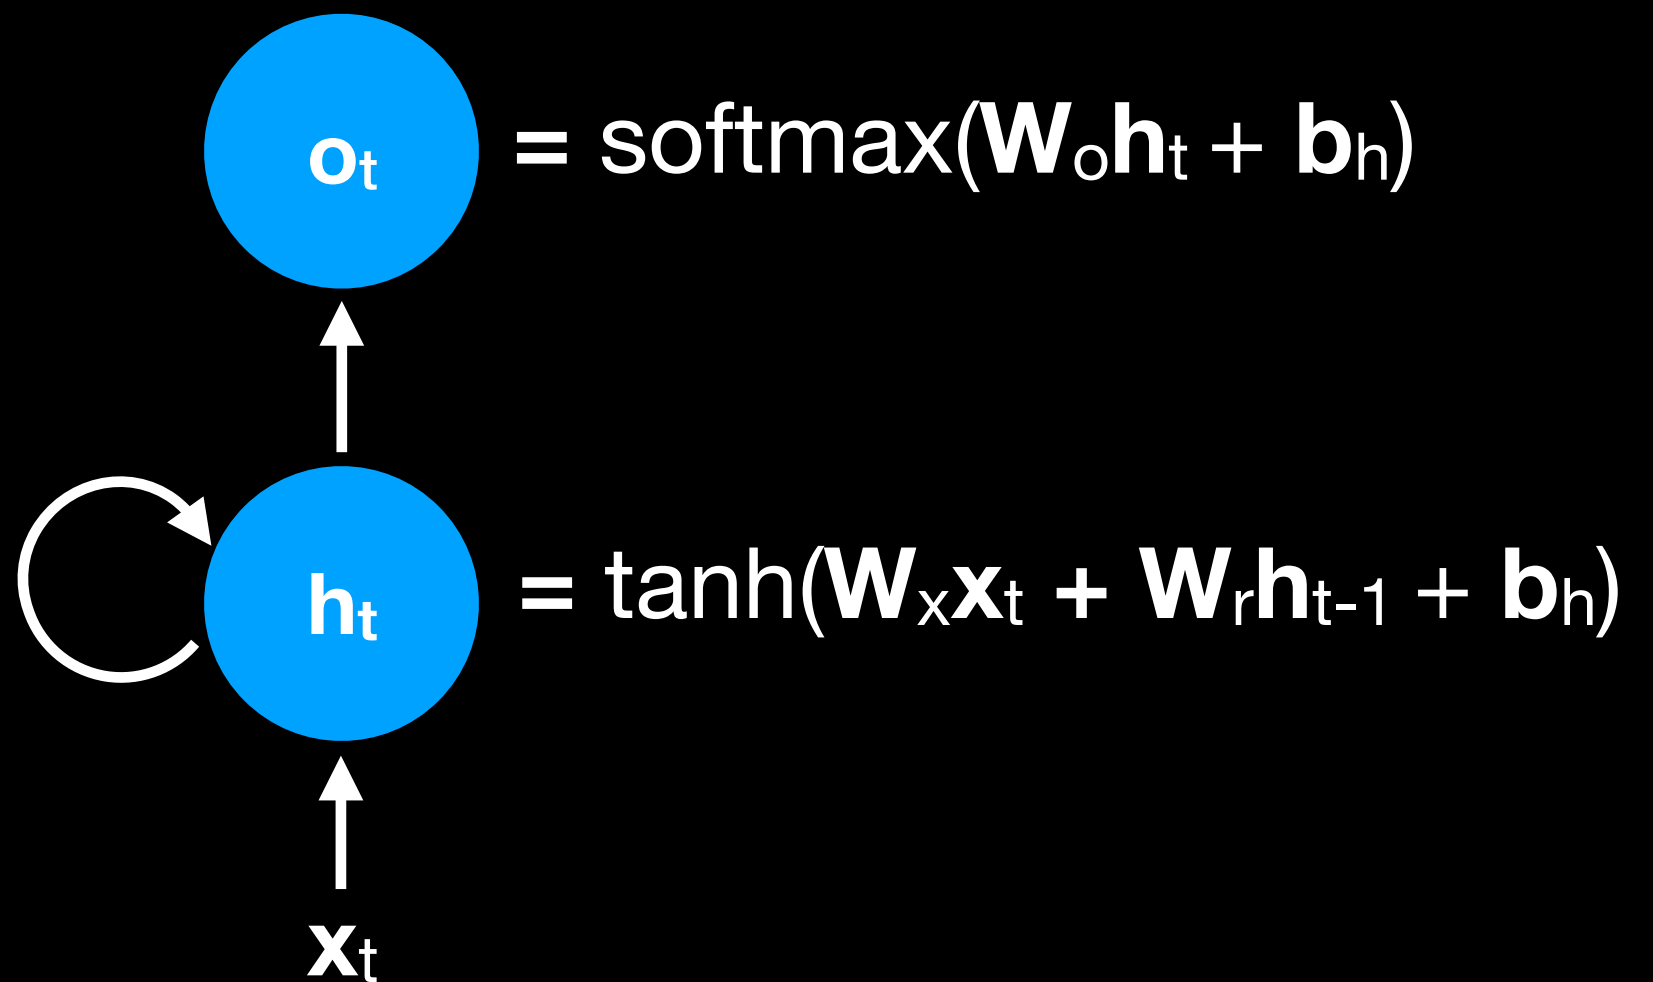 oₜ = softmax(Wₒhₜ + bₕ)
hₜ = tanh(Wₓxₜ + Wᵣhₜ₋₁ + bₕ)
xₜ